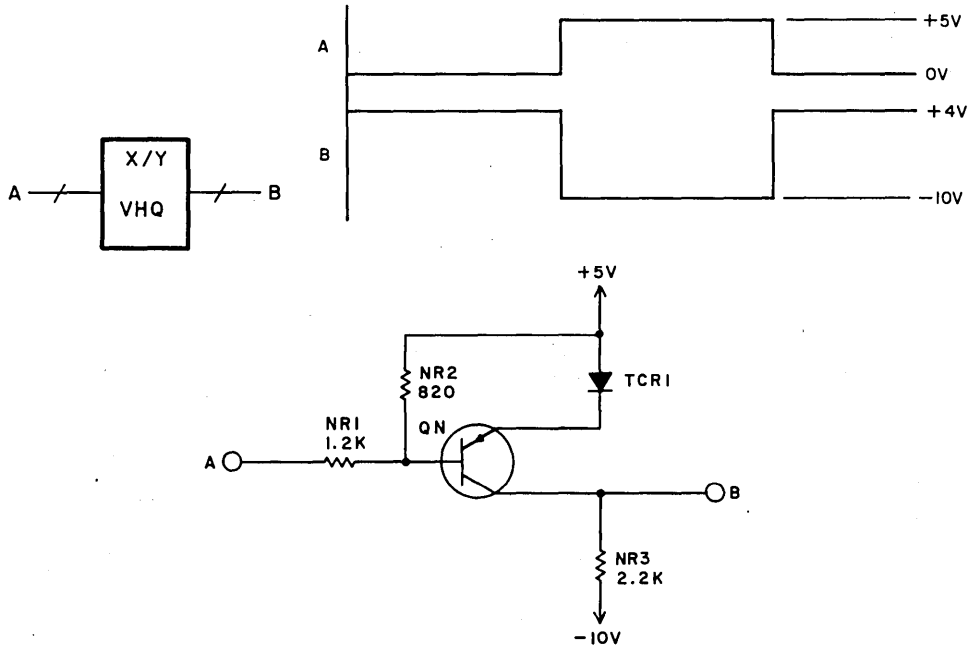 A
+5V
0V
+4V
B
-10V
X/Y
VHQ
A
B
+5V
NR2
820
TCR1
NR1
1.2K
QN
A
B
NR3
2.2K
-10V